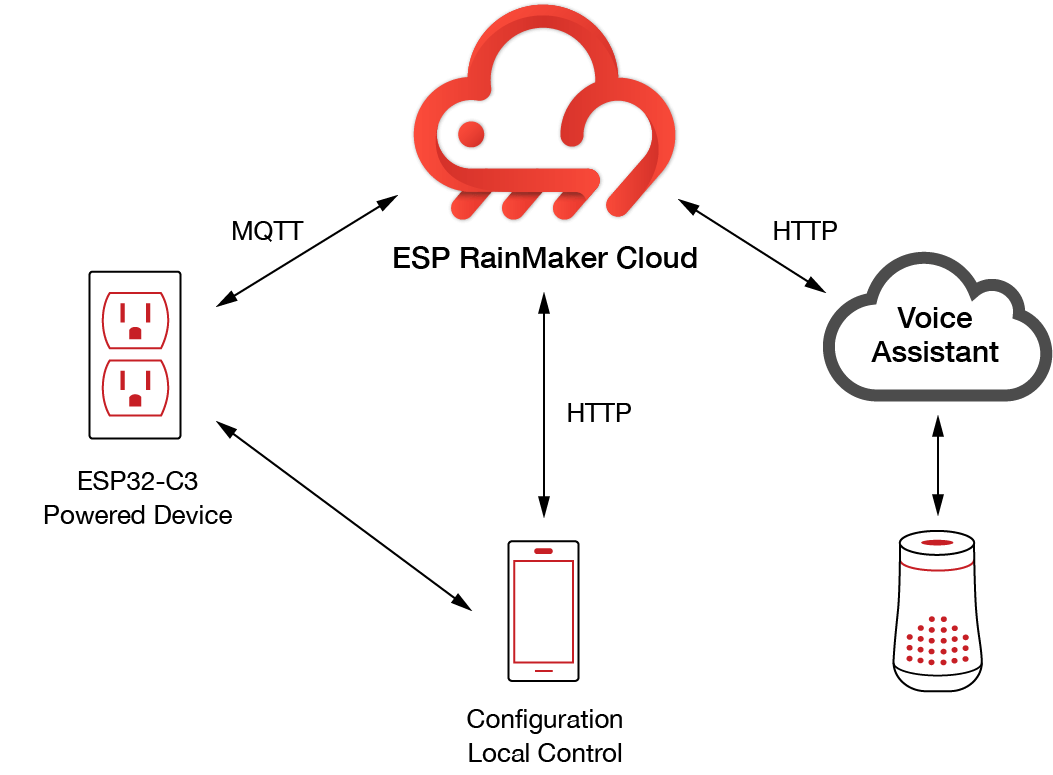 MQTT
HTTP
ESP RainMaker Cloud
Voice
Assistant
HTTP
ESP32-C3
Powered Device
Configuration
Local Control